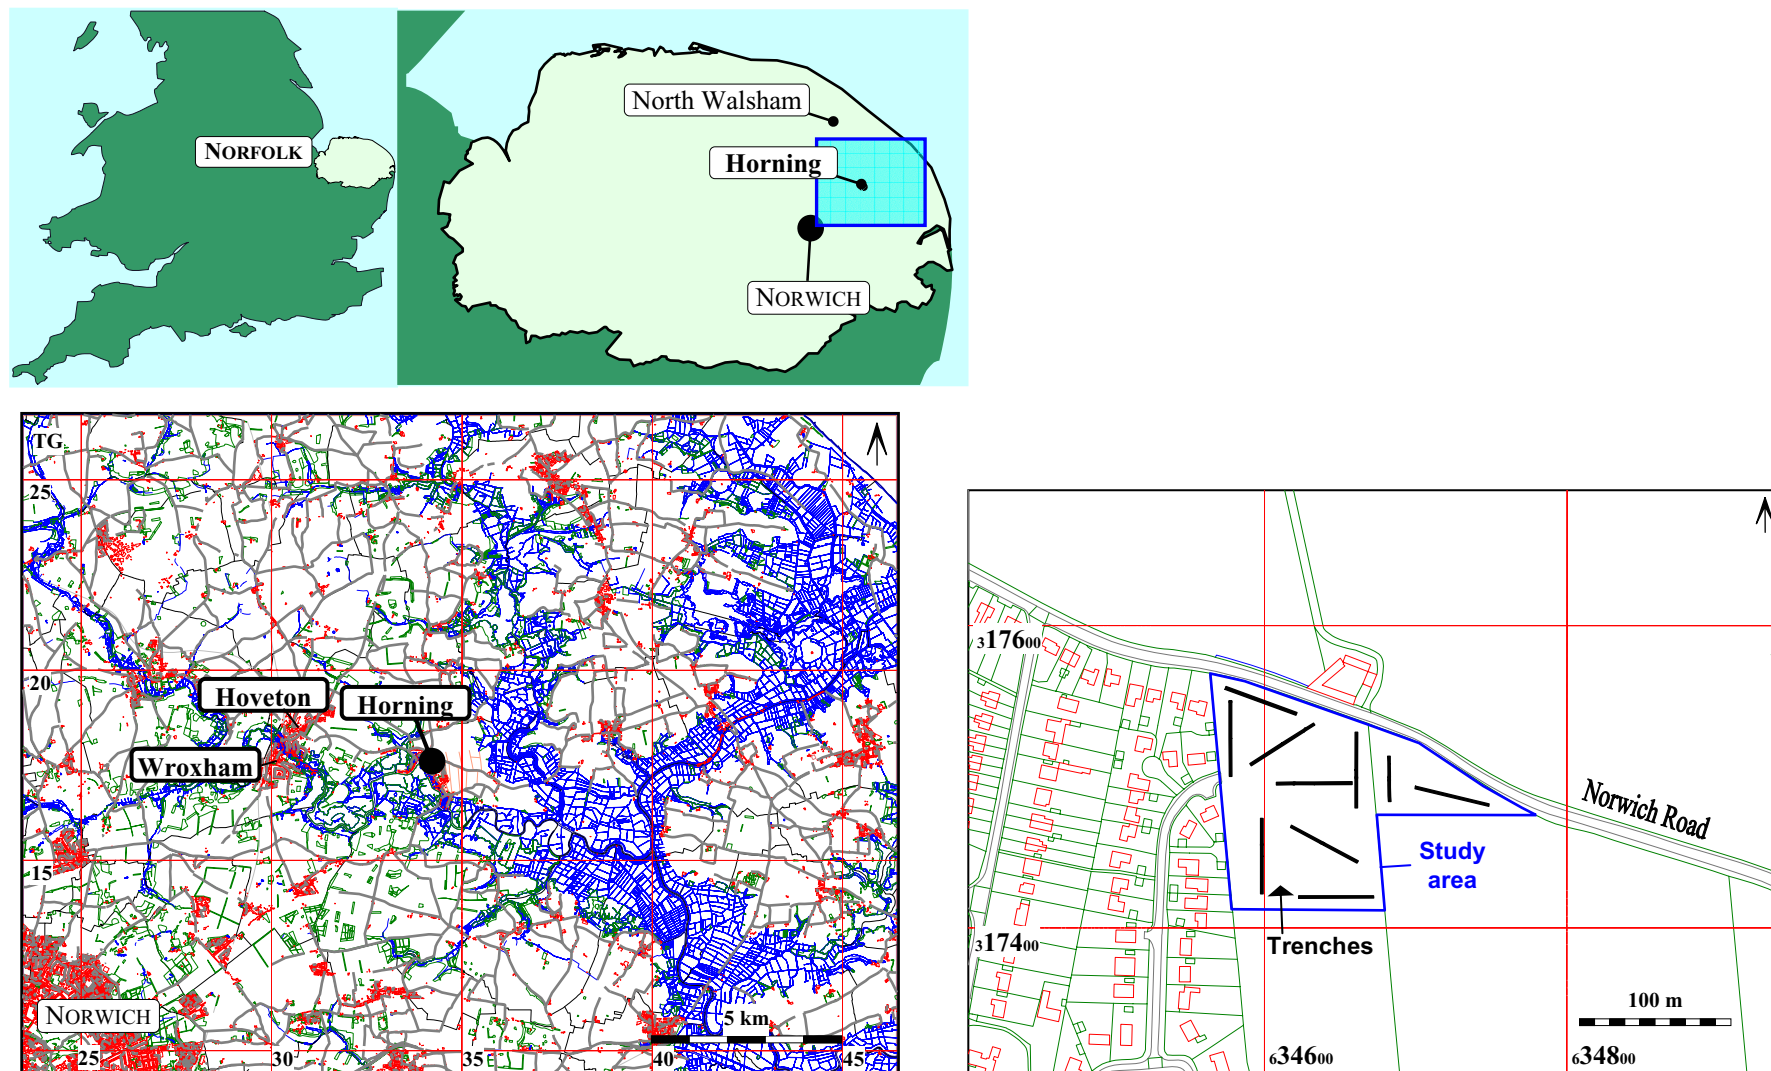 NORFOLK
North Walsham
Horning
NORWICH
TG
25
20
Hoveton
Horning
Wroxham
15
NORWICH
5 km
25
30
35
40
45
317600
Norwich Road
Study
area
317400
Trenches
100 m
634600
634800